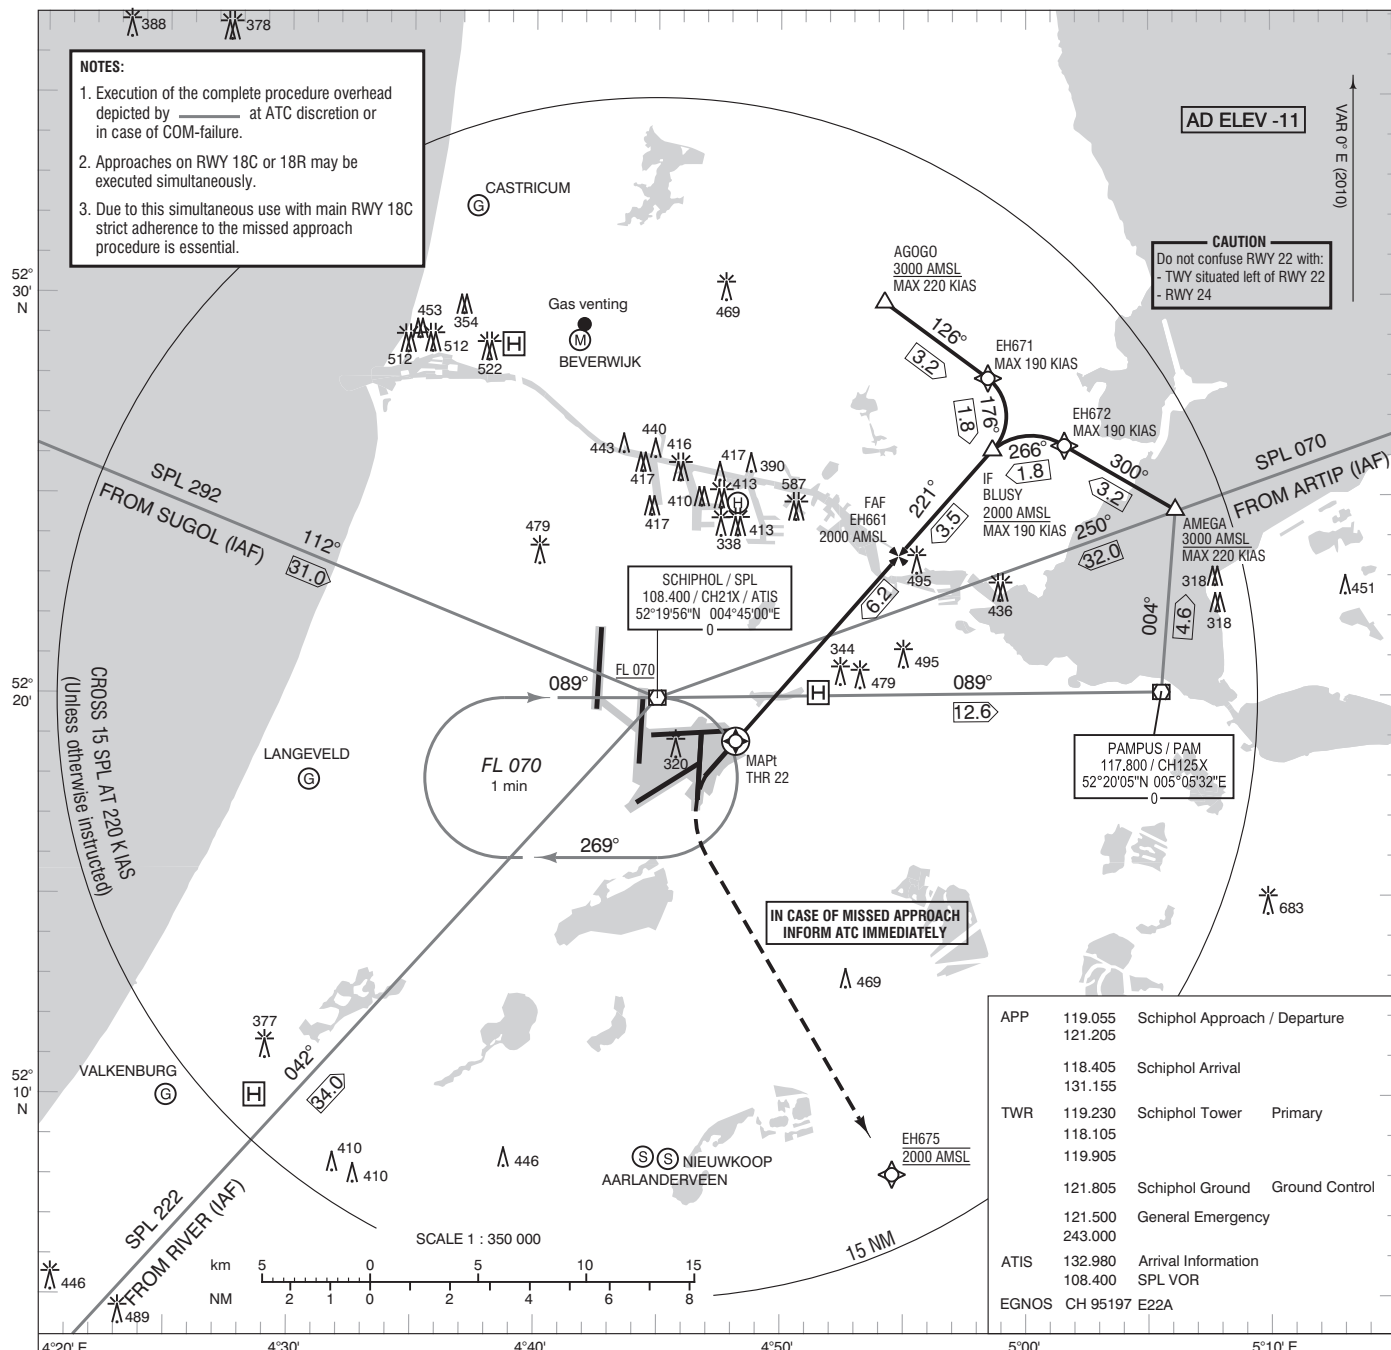 388
378
NOTES:
1. Execution of the complete procedure overhead
depicted by at ATC discretion or
in case of COM-failure.
2. Approaches on RWY 18C or 18R may be
executed simultaneously.
3. Due to this simultaneous use with main RWY 18C
strict adherence to the missed approach
procedure is essential.
AD ELEV -11
VAR 0° E (2010)
CAUTION
Do not confuse RWY 22 with:
- TWY situated left of RWY 22
- RWY 24
G
CASTRICUM
52°
30'
N
AGOGO
3000 AMSL
MAX 220 KIAS
469
453
354
512
512
522
H
Gas venting
M
BEVERWIJK
126°
3.2
EH671
MAX 190 KIAS
176°
1.8
EH672
MAX 190 KIAS
266°
1.8
300°
3.2
SPL 070
FROM ARTIP (IAF)
IF
BLUSY
2000 AMSL
MAX 190 KIAS
221°
3.5
FAF
EH661
2000 AMSL
250°
32.0
AMEGA
3000 AMSL
MAX 220 KIAS
318
318
451
443
440
416
417
417
417
390
410
413
H
338
413
587
479
495
436
SPL 292
FROM SUGOL (IAF)
112°
31.0
SCHIPHOL / SPL
108.400 / CH21X / ATIS
52°19'56"N 004°45'00"E
0
6.2
004°
4.6
344
479
495
52°
20'
FL 070
089°
H
089°
12.6
CROSS 15 SPL AT 220 K IAS
(Unless otherwise instructed)
LANGEVELD
G
FL 070
1 min
320
MAPt
THR 22
PAMPUS / PAM
117.800 / CH125X
52°20'05"N 005°05'32"E
0
269°
683
IN CASE OF MISSED APPROACH
INFORM ATC IMMEDIATELY
469
377
VALKENBURG
G
H
52°
10'
N
042°
34.0
410
410
446
S
S
NIEUWKOOP
AARLANDERVEEN
EH675
2000 AMSL
SPL 222
FROM RIVER (IAF)
446
489
15 NM
SCALE 1 : 350 000
km 5 0 5 10 15
NM 2 1 0 2 4 6 8
APP 119.055 Schiphol Approach / Departure
121.205
118.405 Schiphol Arrival
131.155
TWR 119.230 Schiphol Tower Primary
118.105
119.905
121.805 Schiphol Ground Ground Control
121.500 General Emergency
243.000
ATIS 132.980 Arrival Information
108.400 SPL VOR
EGNOS CH 95197 E22A
4°20' E 4°30' 4°40' 4°50' 5°00' 5°10' E